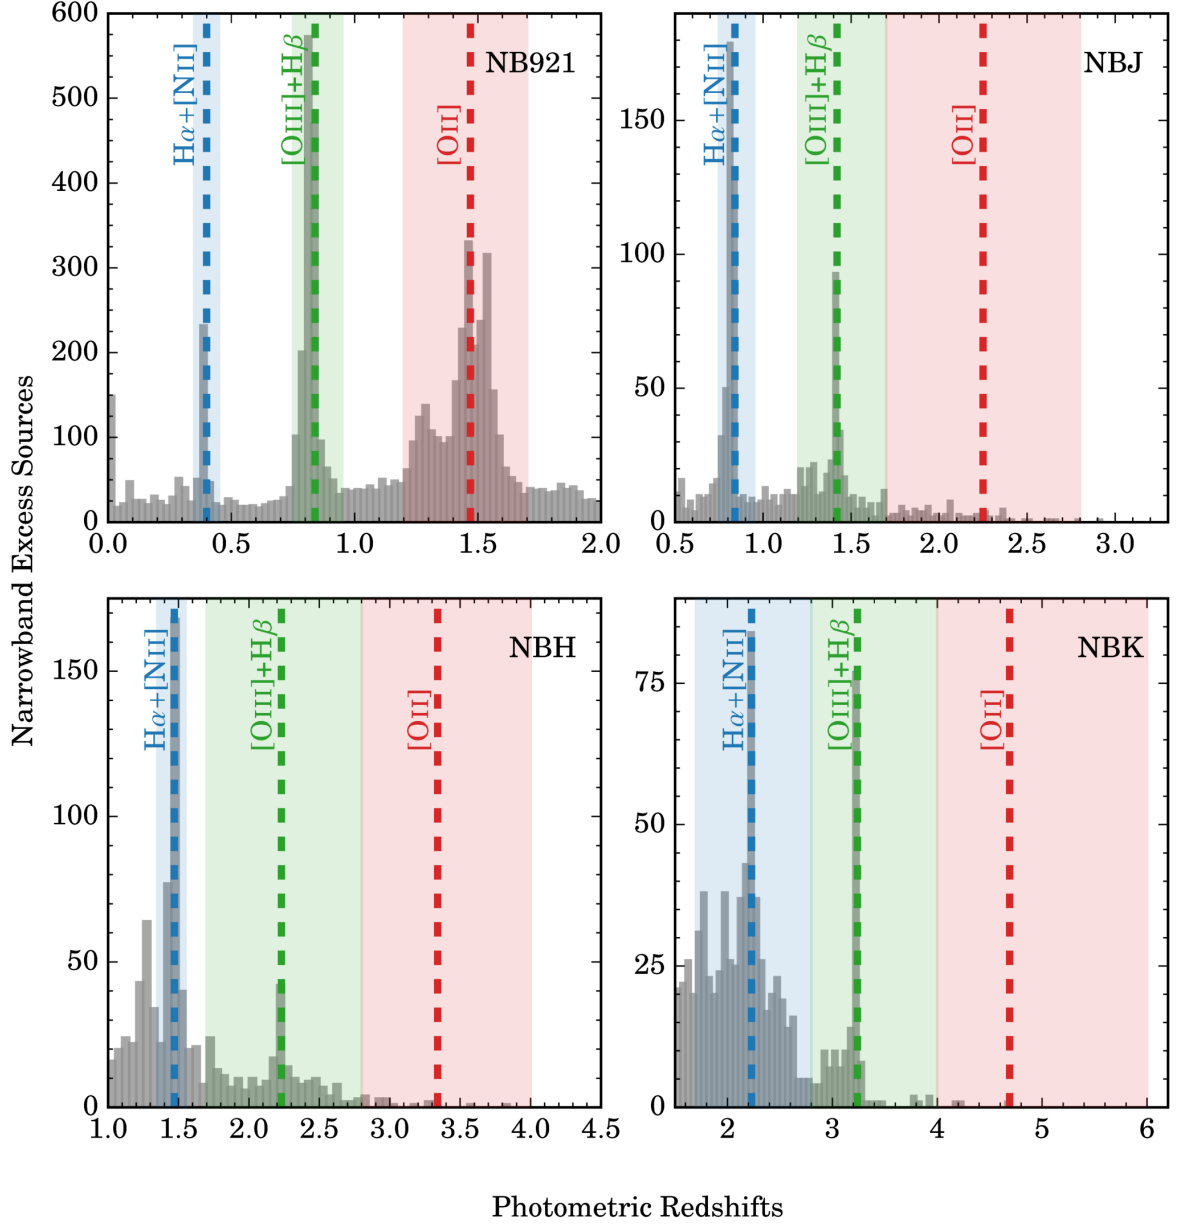 Narrowband Excess Sources
600
500
400
300
200
100
0
Hα+[NII]
[OIII]+Hβ
[OII]
NB921
0.0 0.5 1.0 1.5 2.0
150
100
50
0
Hα+[NII]
[OIII]+Hβ
[OII]
NBJ
0.5 1.0 1.5 2.0 2.5 3.0
150
100
50
0
Hα+[NII]
[OIII]+Hβ
[OII]
NBH
1.0 1.5 2.0 2.5 3.0 3.5 4.0 4.5
75
50
25
0
Hα+[NII]
[OIII]+Hβ
[OII]
NBK
2 3 4 5 6
Photometric Redshifts